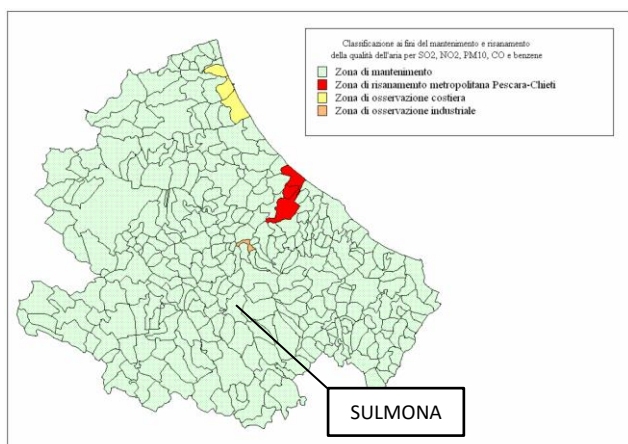 Classificazione ai fini del mantenimento e risanamento
della qualità dell'aria per SO2, NO2, PM10, CO e benzene
Zona di mantenimento
Zona di risanamento metropolitana Pescara-Chieti
Zona di osservazione costiera
Zona di osservazione industriale
SULMONA